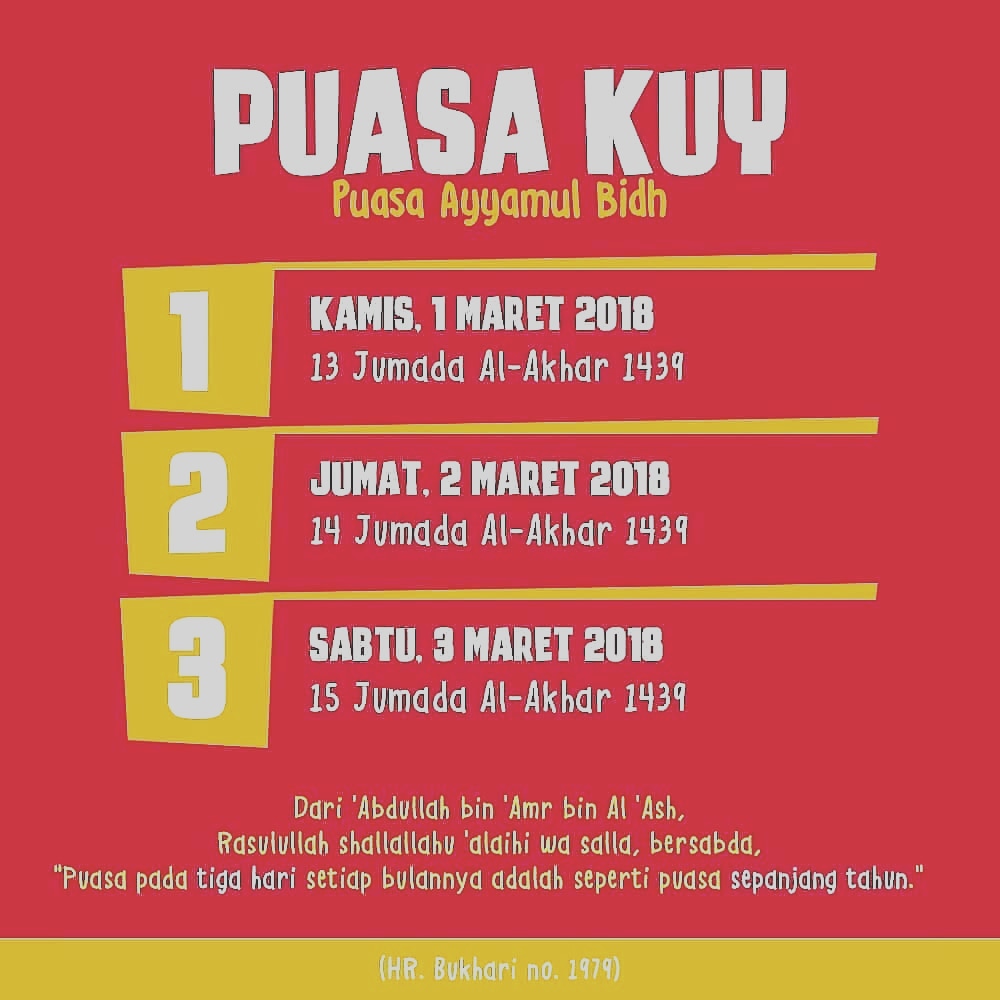 PUASA KUY
Puasa Ayyamul Bidh
1
KAMIS, 1 MARET 2018
13 Jumada Al-Akhar 1439
2
JUMAT, 2 MARET 2018
14 Jumada Al-Akhar 1439
3
SABTU, 3 MARET 2018
15 Jumada Al-Akhar 1439
Dari 'Abdullah bin 'Amr bin Al 'Ash,
Rasulullah shallallahu 'alaihi wa salla, bersabda,
"Puasa pada tiga hari setiap bulannya adalah seperti puasa sepanjang tahun."
(HR. Bukhari no. 1979)